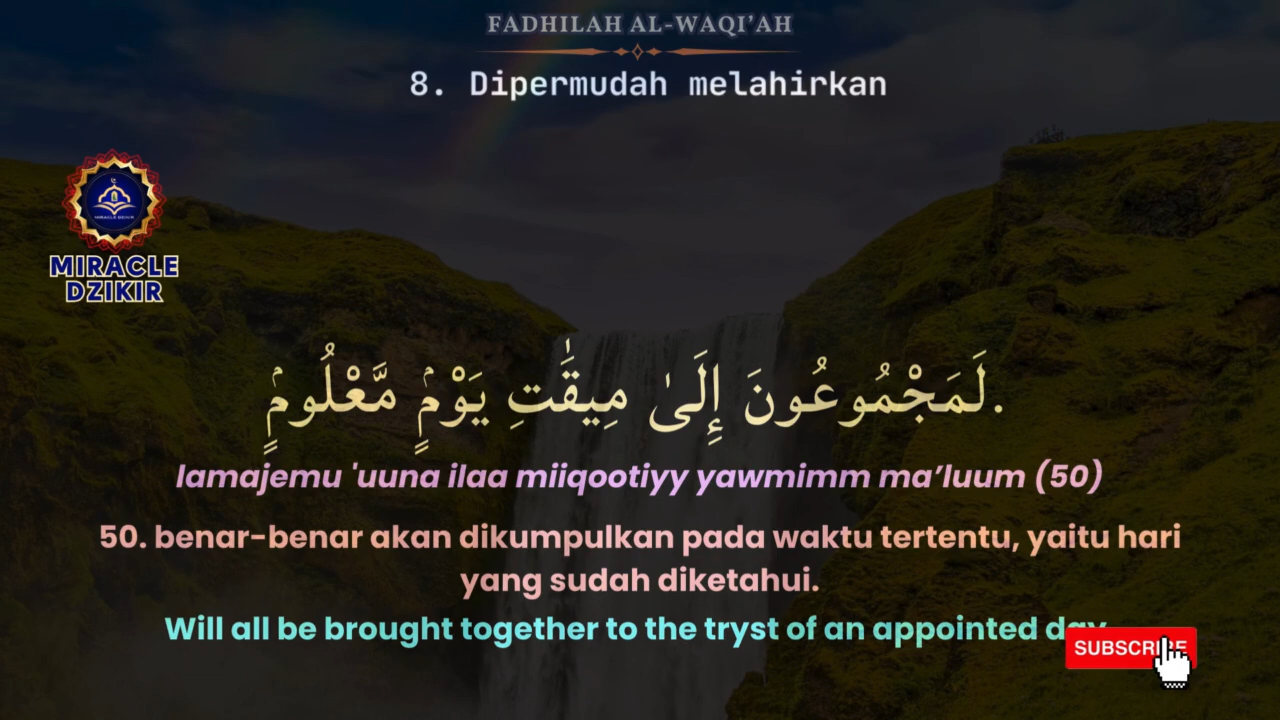 FADHILAH AL-WAQI'AH
8. Dipermudah melahirkan
MIRACLE
DZIKIR
لَمَجْمُوعُونَ إِلَىٰ مِيقَٰتِ يَوْمٍۢ مَّعْلُومٍۢ.
lamajemu 'uuna ilaa miiqootiyy yawmimm ma’luum (50)
50. benar-benar akan dikumpulkan pada waktu tertentu, yaitu hari
yang sudah diketahui.
Will all be brought together to the tryst of an appointed day
SUBSCRIBE